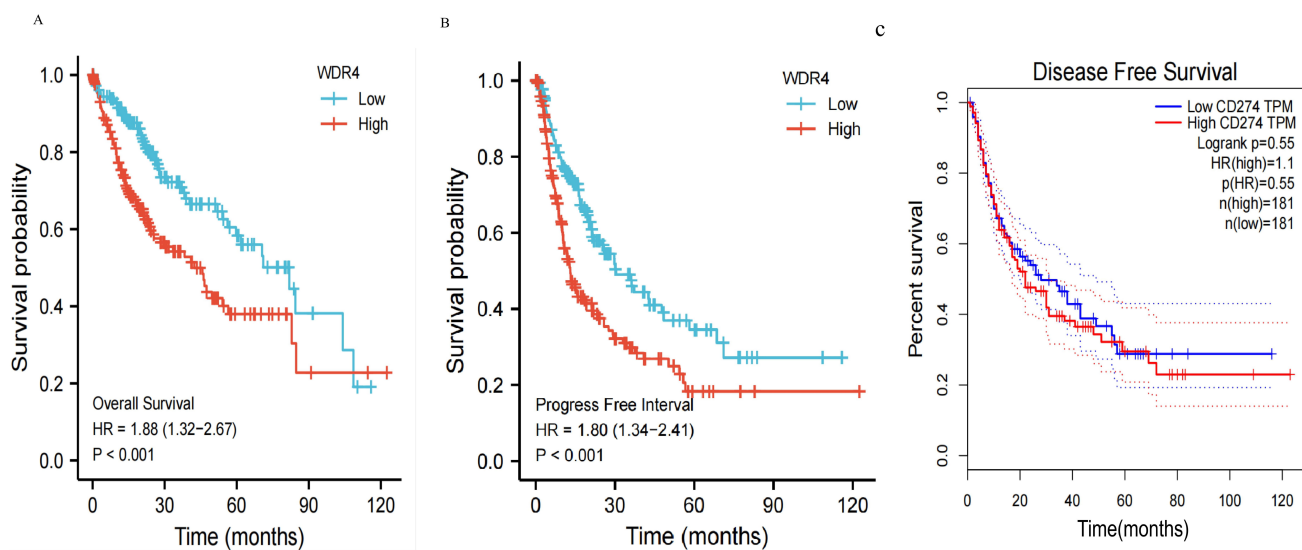 A
Survival probability
1.0
0.8
0.6
0.4
0.2
0.0
WDR4
Low
High
Overall Survival
HR = 1.88 (1.32−2.67)
P < 0.001
0
30
60
90
120
Time (months)
B
Survival probability
1.0
0.8
0.6
0.4
0.2
0.0
WDR4
Low
High
Progress Free Interval
HR = 1.80 (1.34−2.41)
P < 0.001
0
30
60
90
120
Time (months)
c
Disease Free Survival
Percent survival
1.0
0.8
0.6
0.4
0.2
0.0
Low CD274 TPM
High CD274 TPM
Logrank p=0.55
HR(high)=1.1
p(HR)=0.55
n(high)=181
n(low)=181
0
20
40
60
80
100
120
Time(months)